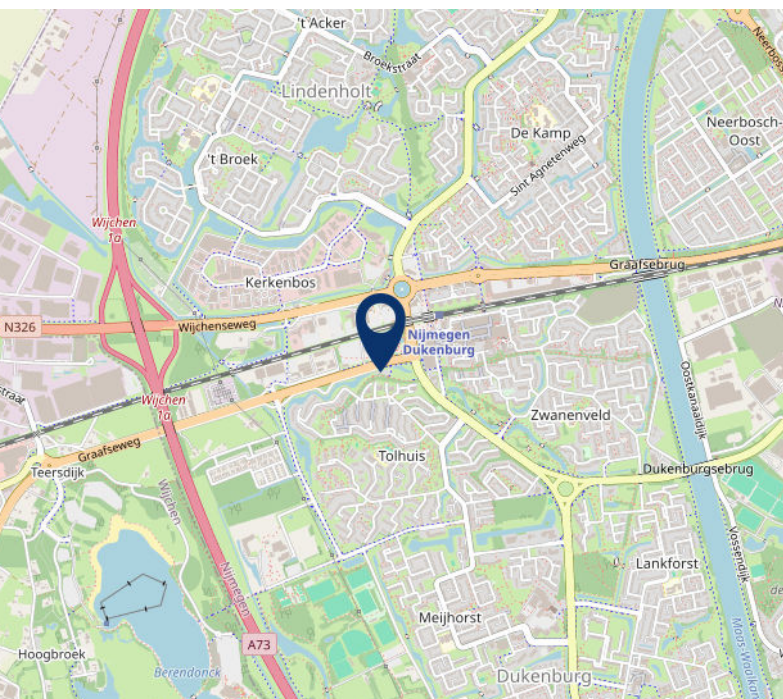 't Acker
Broekstraat
Lindenholt
De Kamp
Neerbosch-
Oost
't Broek
Sint Agnetenweg
Wijchen
1a
Kerkenbos
Graafsebrug
N326
Wijchenseweg
Nijmegen
Dukenburg
Wijchen
1a
Oostkanaaldijk
Zwanenveld
Graafseweg
Tolhuis
Teersdijk
Dukenburgsebrug
Wijchen
Vossendijk
Lankforst
Nijmegen
Meijhorst
A73
Hoogbroek
Berendonck
Dukenburg